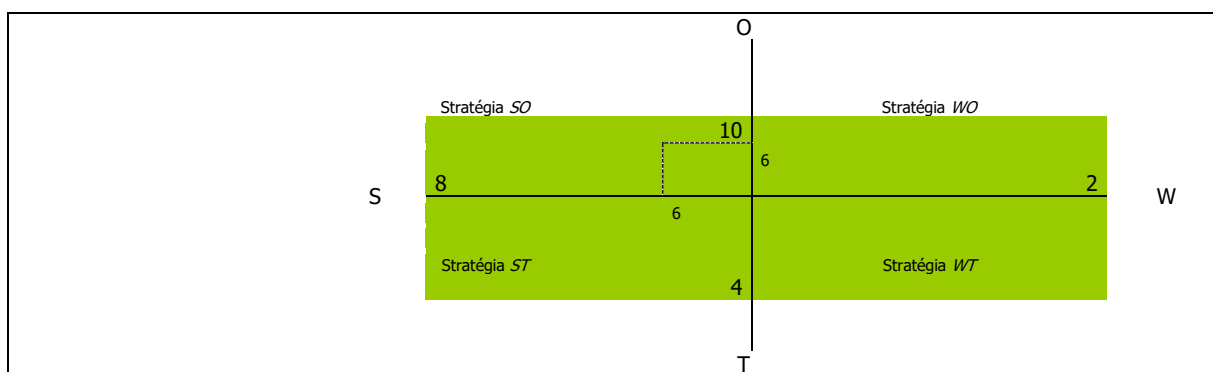 O
Stratégia SO
Stratégia WO
10
6
S
8
2
W
6
Stratégia ST
Stratégia WT
4
T